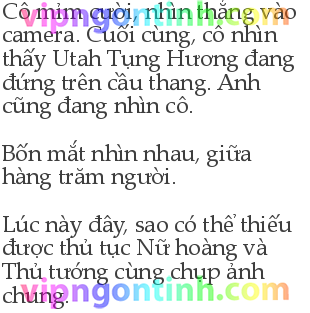 Cô mỉm cười, nhìn thẳng vào
vipngontinh.com
camera. Cuối cùng, cô nhìn
thấy Utah Tụng Hương đang
đứng trên cầu thang. Anh
cũng đang nhìn cô.
Bốn mắt nhìn nhau, giữa
hàng trăm người.
Lúc này đây, sao có thể thiếu
được thủ tục Nữ hoàng và
Thủ tướng cùng chụp ảnh
chung.
vipngontinh.com